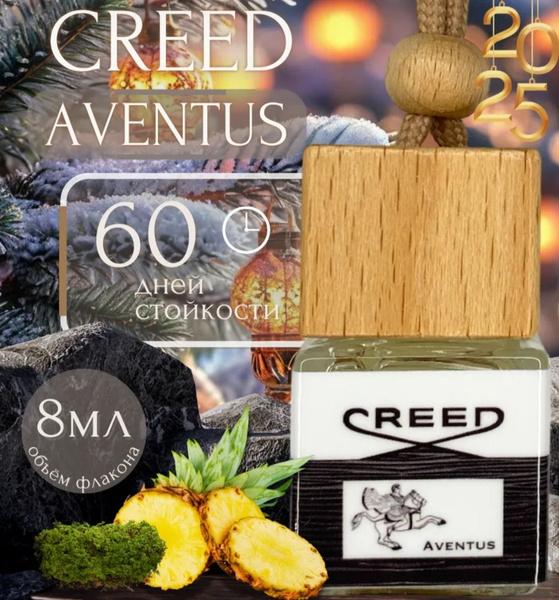 CREED
AVENTUS
2025
60
дней
стойкости
8мл
объём флакона
CREED
AVENTUS